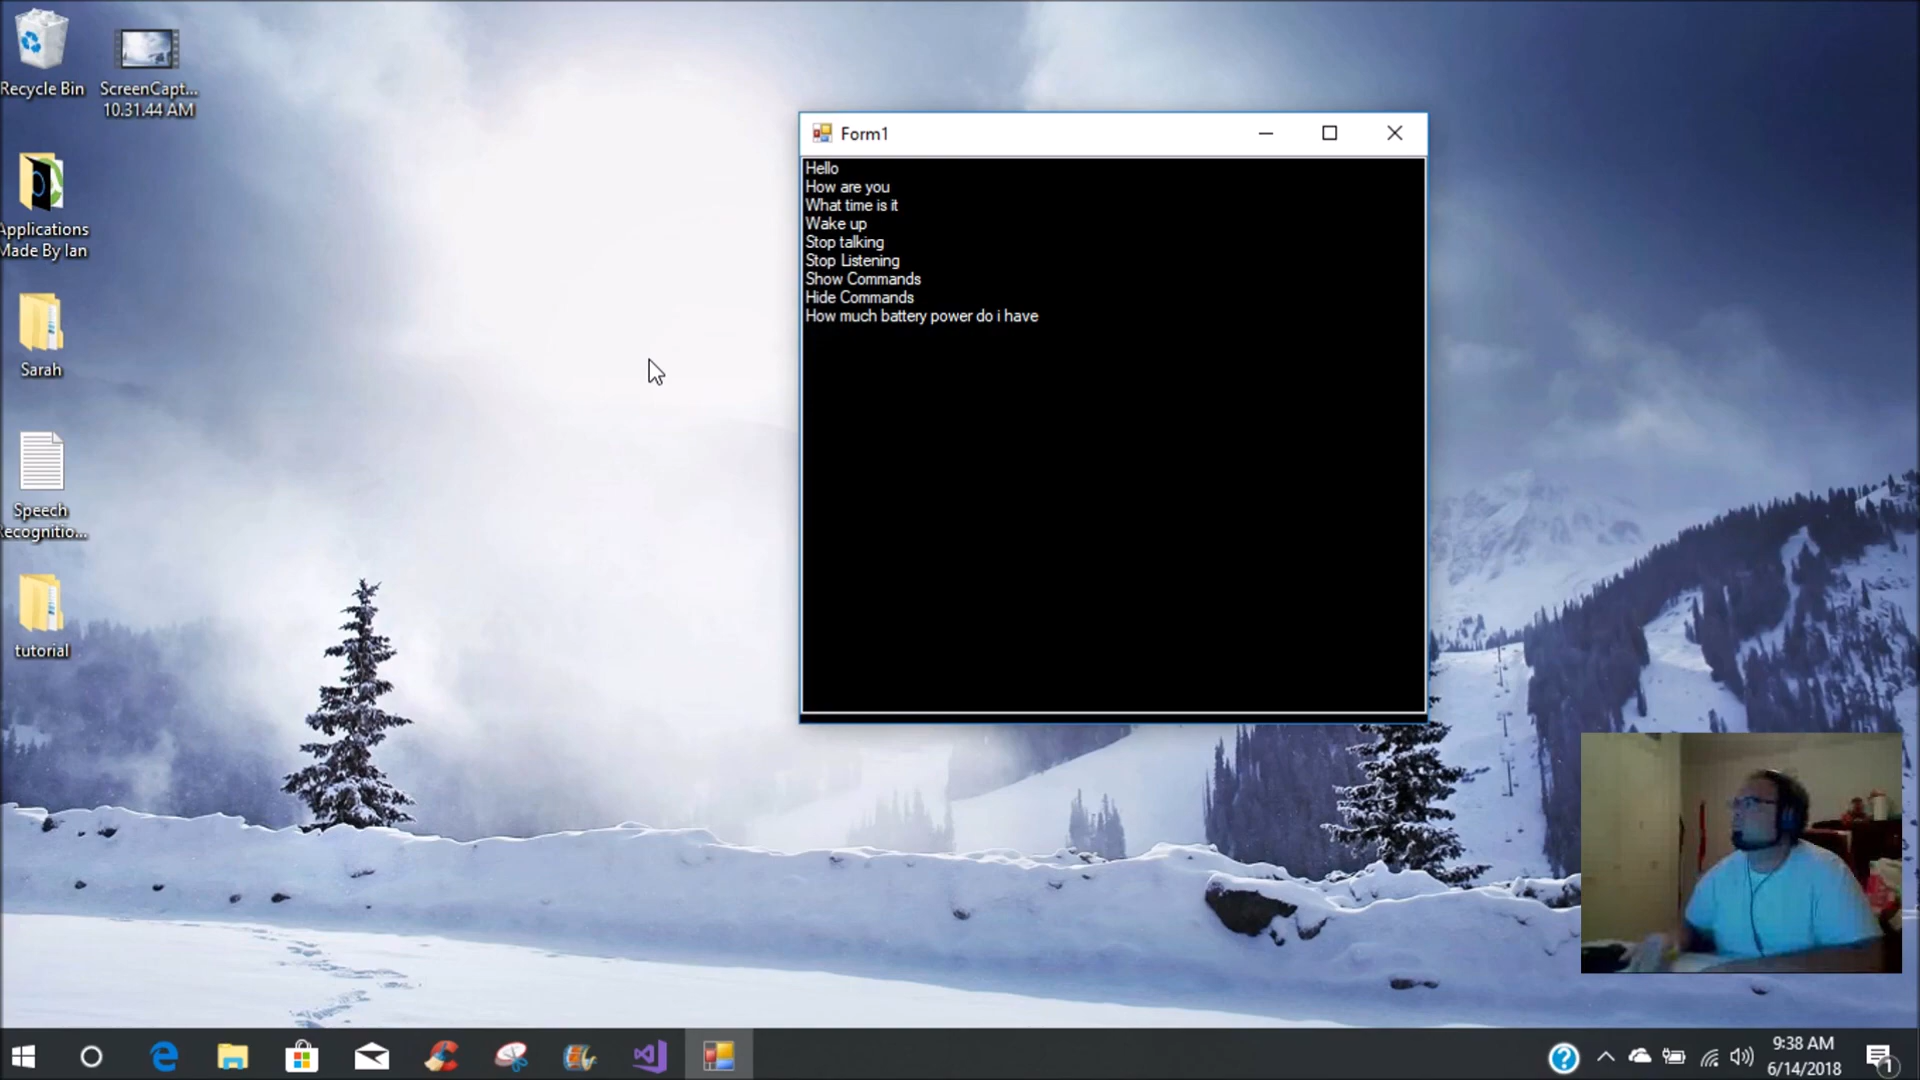 Recycle Bin
ScreenCapt...
10.31.44 AM
Applications
Made By Ian
Sarah
Speech
Recognitio...
tutorial
Form1
Hello
How are you
What time is it
Wake up
Stop talking
Stop Listening
Show Commands
Hide Commands
How much battery power do i have
9:38 AM
6/14/2018
1